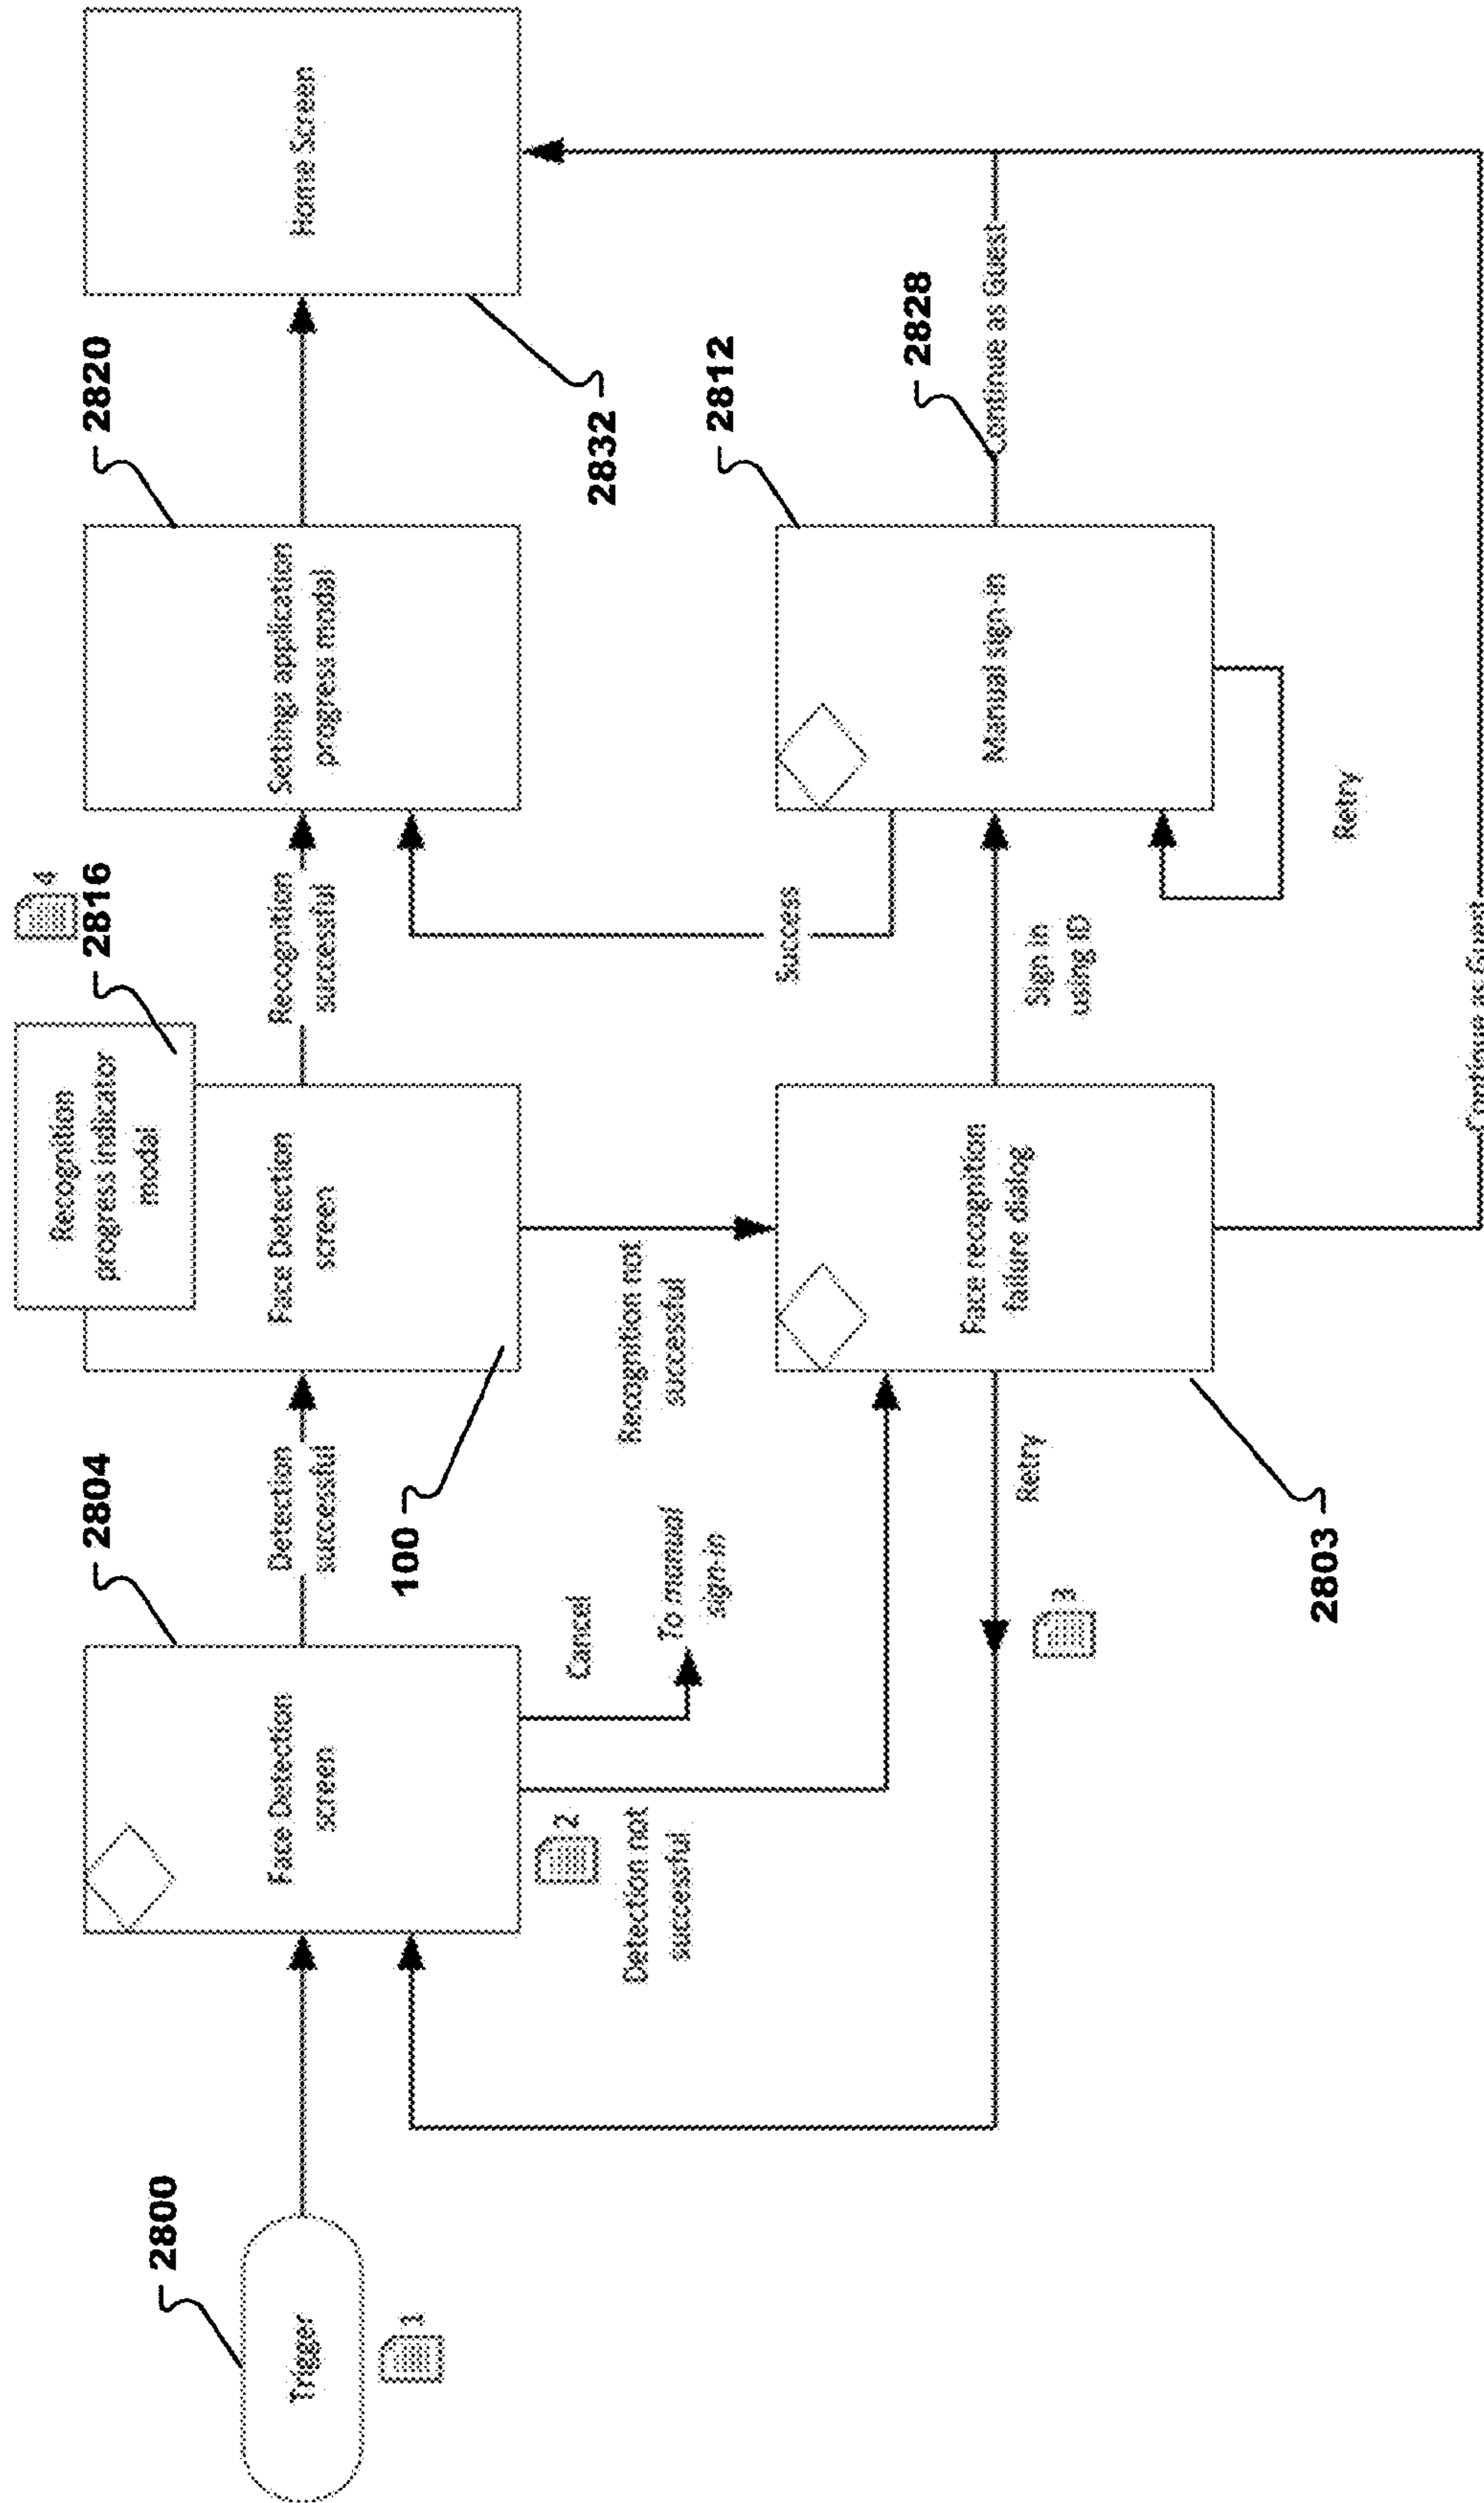 2800
Trigger
1
2804
Face Detection
screen
2
Detection
successful
Cancel
To manual
sign-in
Detection not
successful
100
Face Detection
screen
Recognition
progress indicator
modal
2816
4
Recognition
successful
Recognition not
successful
2820
Settings application
progress modal
2832
Home Screen
Face recognition
failure dialog
2803
Retry
3
Sign in
using ID
Success
2812
Manual sign-in
Retry
2828
Continue as Guest
Continue as Guest